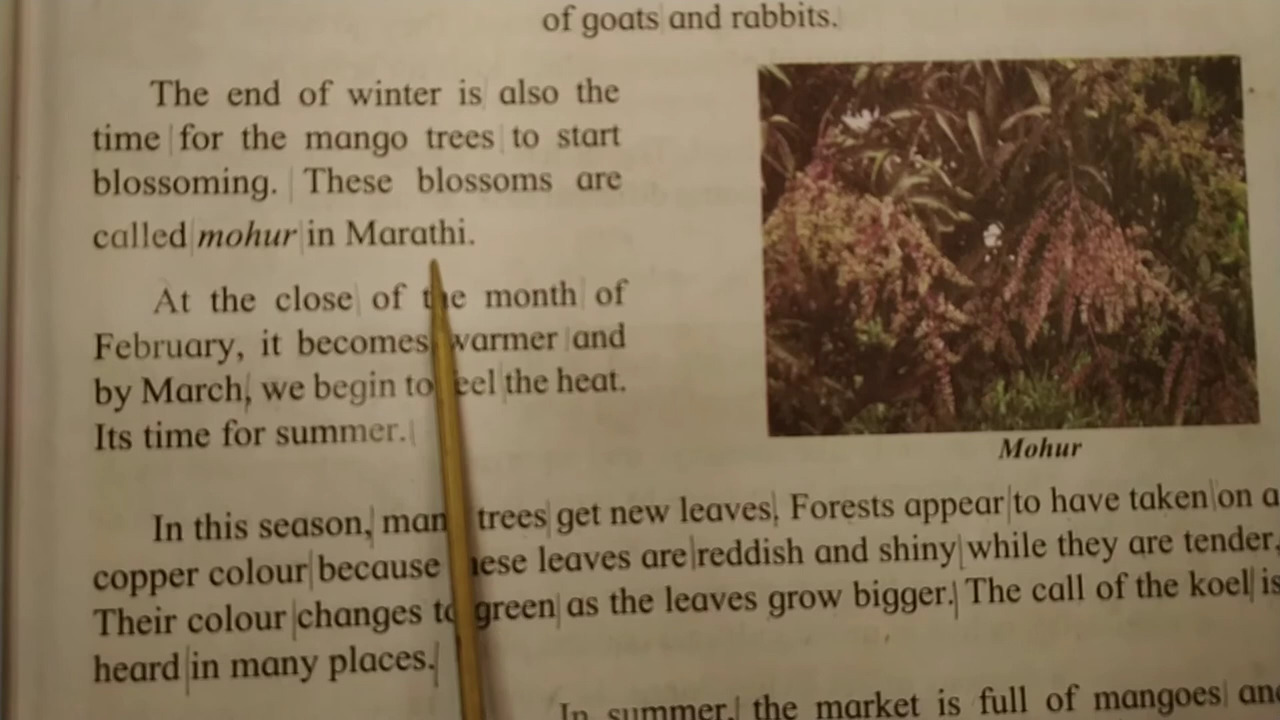 of goats and rabbits.
The end of winter is also the
time for the mango trees to start
blossoming. These blossoms are
called mohur in Marathi.
At the close of the month of
February, it becomes warmer and
by March, we begin to feel the heat.
Its time for summer.
Mohur
In this season, many trees get new leaves. Forests appear to have taken on a
copper colour because these leaves are reddish and shiny while they are tender.
Their colour changes to green as the leaves grow bigger. The call of the koel is
heard in many places.
In summer, the market is full of mangoes and